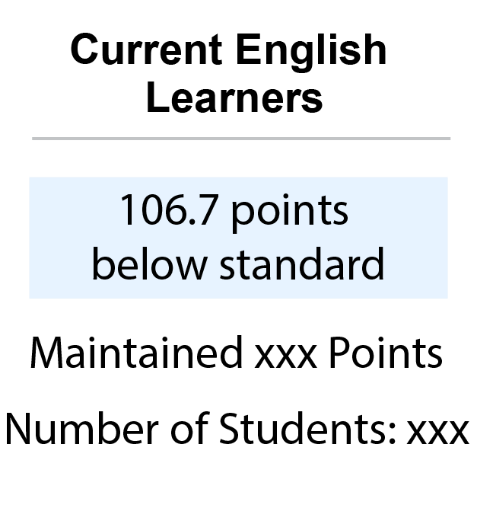 Current English
Learners
106.7 points
below standard
Maintained xxx Points
Number of Students: xxx